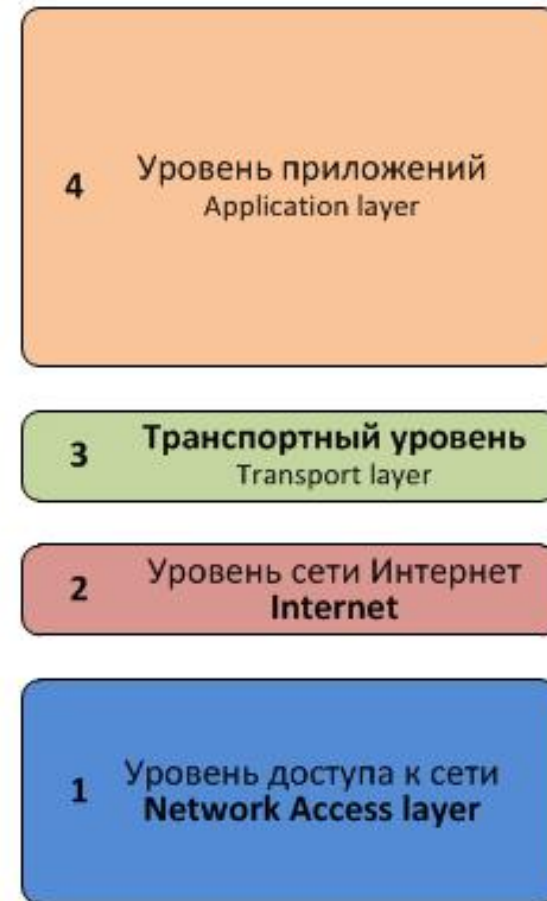 4
Уровень приложений
Application layer
3
Транспортный уровень
Transport layer
2
Уровень сети Интернет
Internet
1
Уровень доступа к сети
Network Access layer